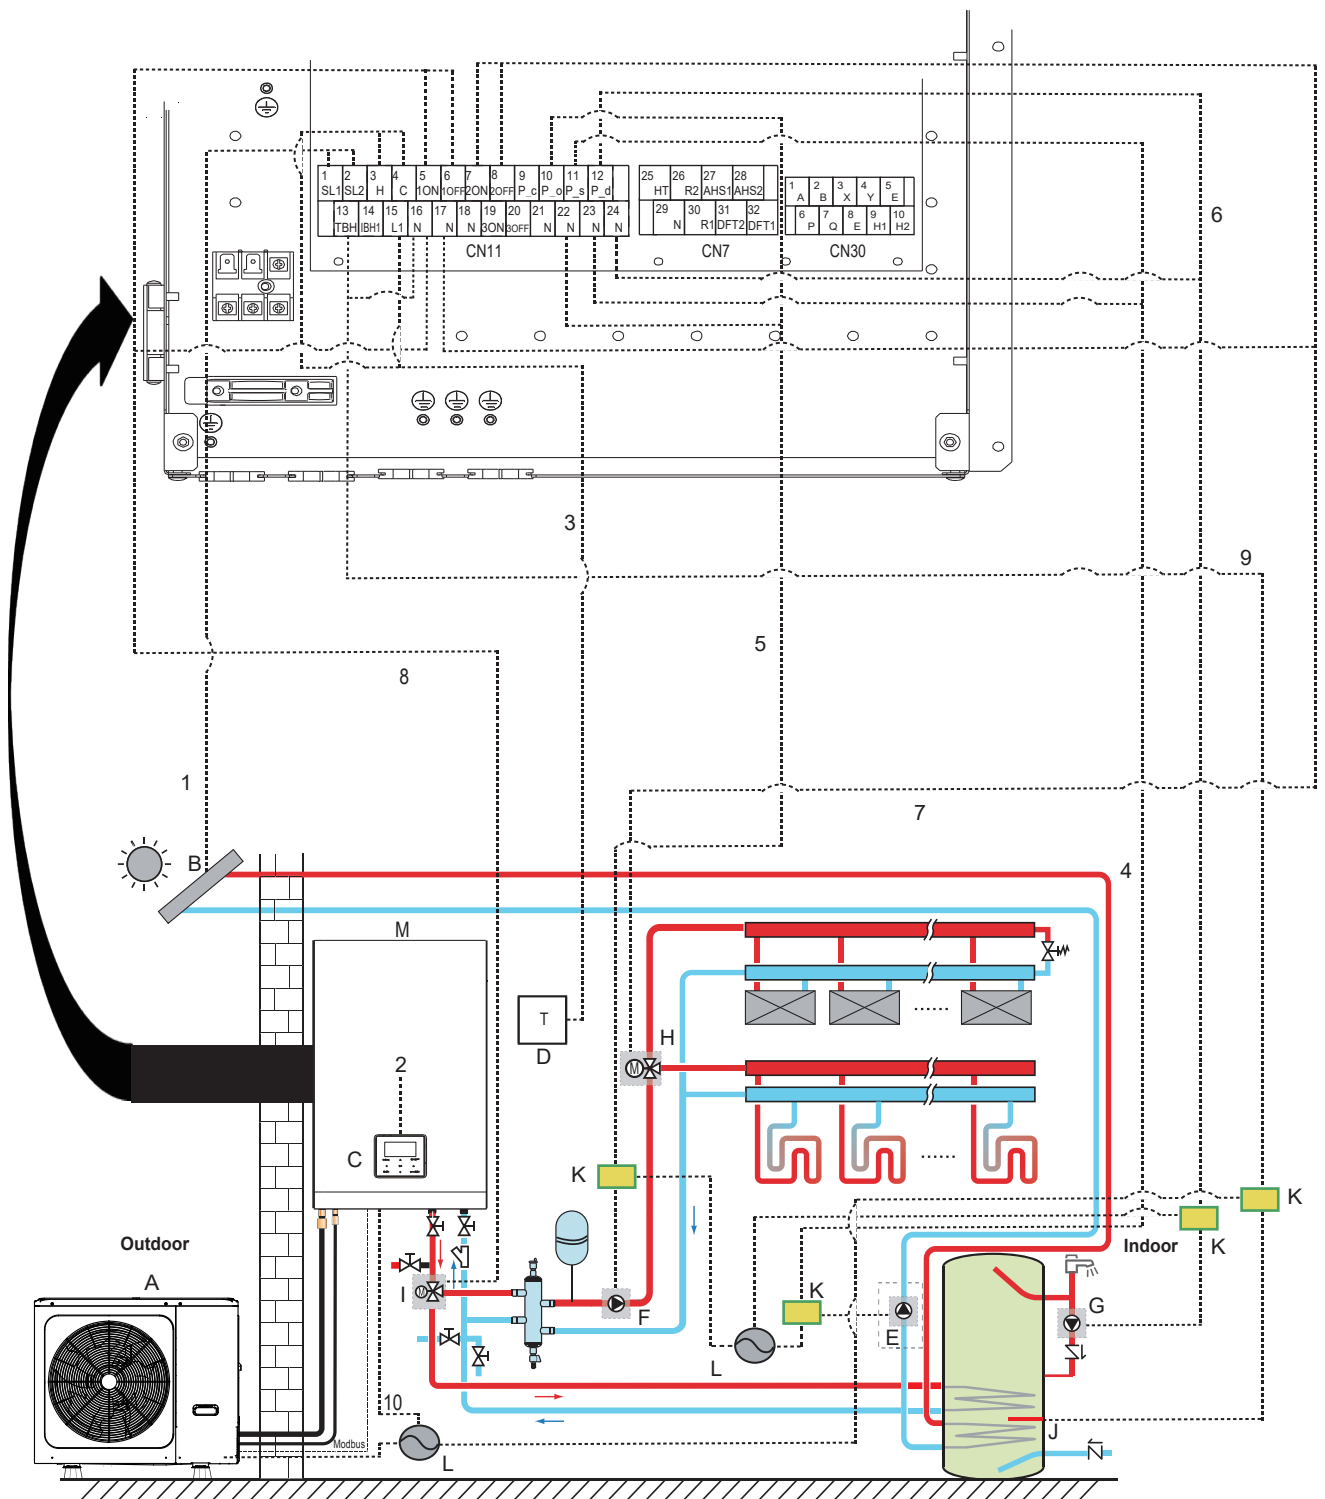 1 2 3 4 5 6 7 8 9 10 11 12
SL1 SL2 H C 1ON 1OFF 2ON 2OFF P_c P_o P_s P_d
13 14 15 16 17 18 19 20 21 22 23 24
TBH IBH1 L1 N N N 3ON 3OFF N N N N
CN11
25 26 27 28
HT R2 AHS1 AHS2
29 30 31 32
N R1 DFT2 DFT1
CN7
1 2 3 4 5
A B X Y E
6 7 8 9 10
P Q E H1 H2
CN30
6
3
9
5
8
1
7
4
B
M
T
D
H
M
2
C
K
K
K
Outdoor
Indoor
A
I
M
F
K
E
G
L
10
J
Modbus
L